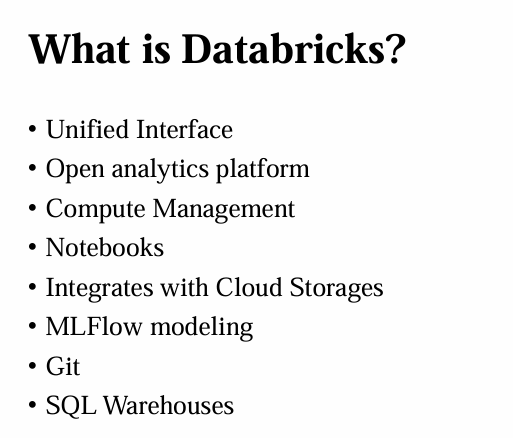 What is Databricks?
• Unified Interface
• Open analytics platform
• Compute Management
• Notebooks
• Integrates with Cloud Storages
• MLFlow modeling
• Git
• SQL Warehouses